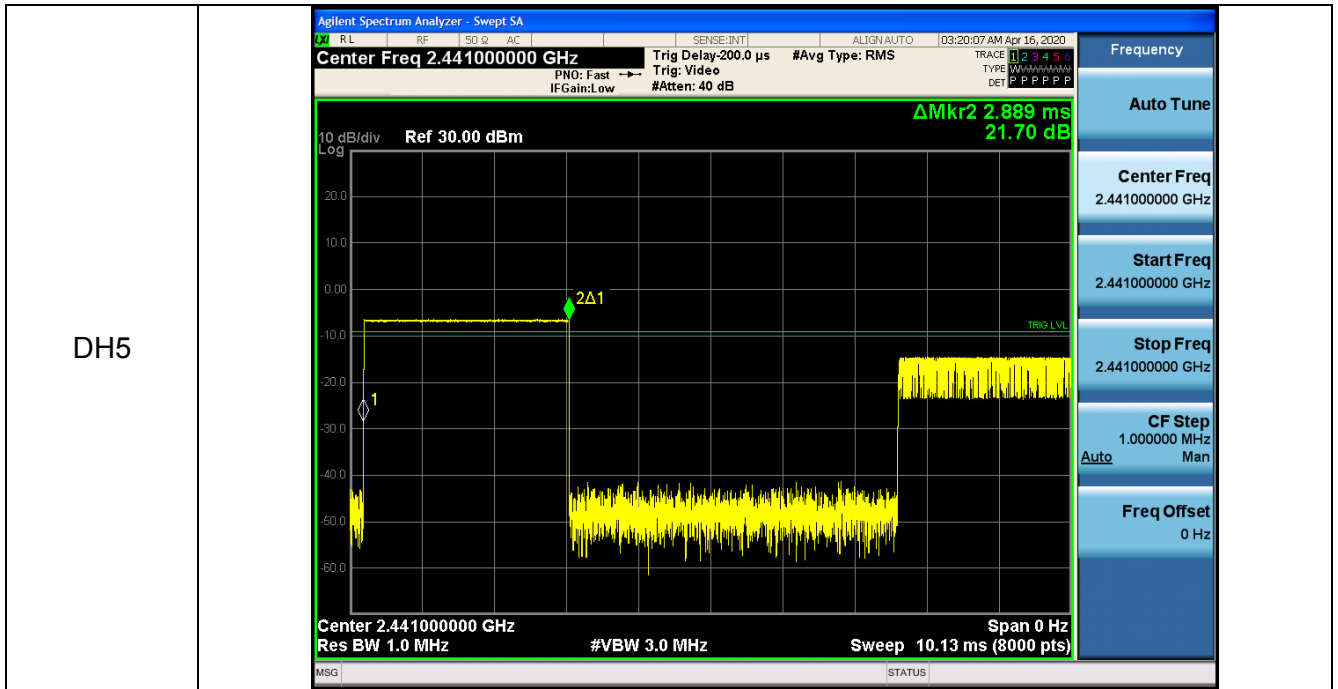 DH5
Agilent Spectrum Analyzer - Swept SA
LXI RL RF 50 Ω AC SENSE:INT ALIGN AUTO 03:20:07 AM Apr 16, 2020
Center Freq 2.441000000 GHz
PNO: Fast
IFGain:Low
Trig Delay-200.0 µs
Trig: Video
#Atten: 40 dB
#Avg Type: RMS
TRACE 1 2 3 4 5 6
TYPE WWWWWW
DET P P P P P P
ΔMkr2 2.889 ms
21.70 dB
10 dB/div Ref 30.00 dBm
Log
20.0
10.0
0.00
-10.0
-20.0
-30.0
-40.0
-50.0
-60.0
2Δ1
TRIG LVL
1
Center 2.441000000 GHz Span 0 Hz
Res BW 1.0 MHz #VBW 3.0 MHz Sweep 10.13 ms (8000 pts)
MSG STATUS
Frequency
Auto Tune
Center Freq
2.441000000 GHz
Start Freq
2.441000000 GHz
Stop Freq
2.441000000 GHz
CF Step
1.000000 MHz
Auto Man
Freq Offset
0 Hz